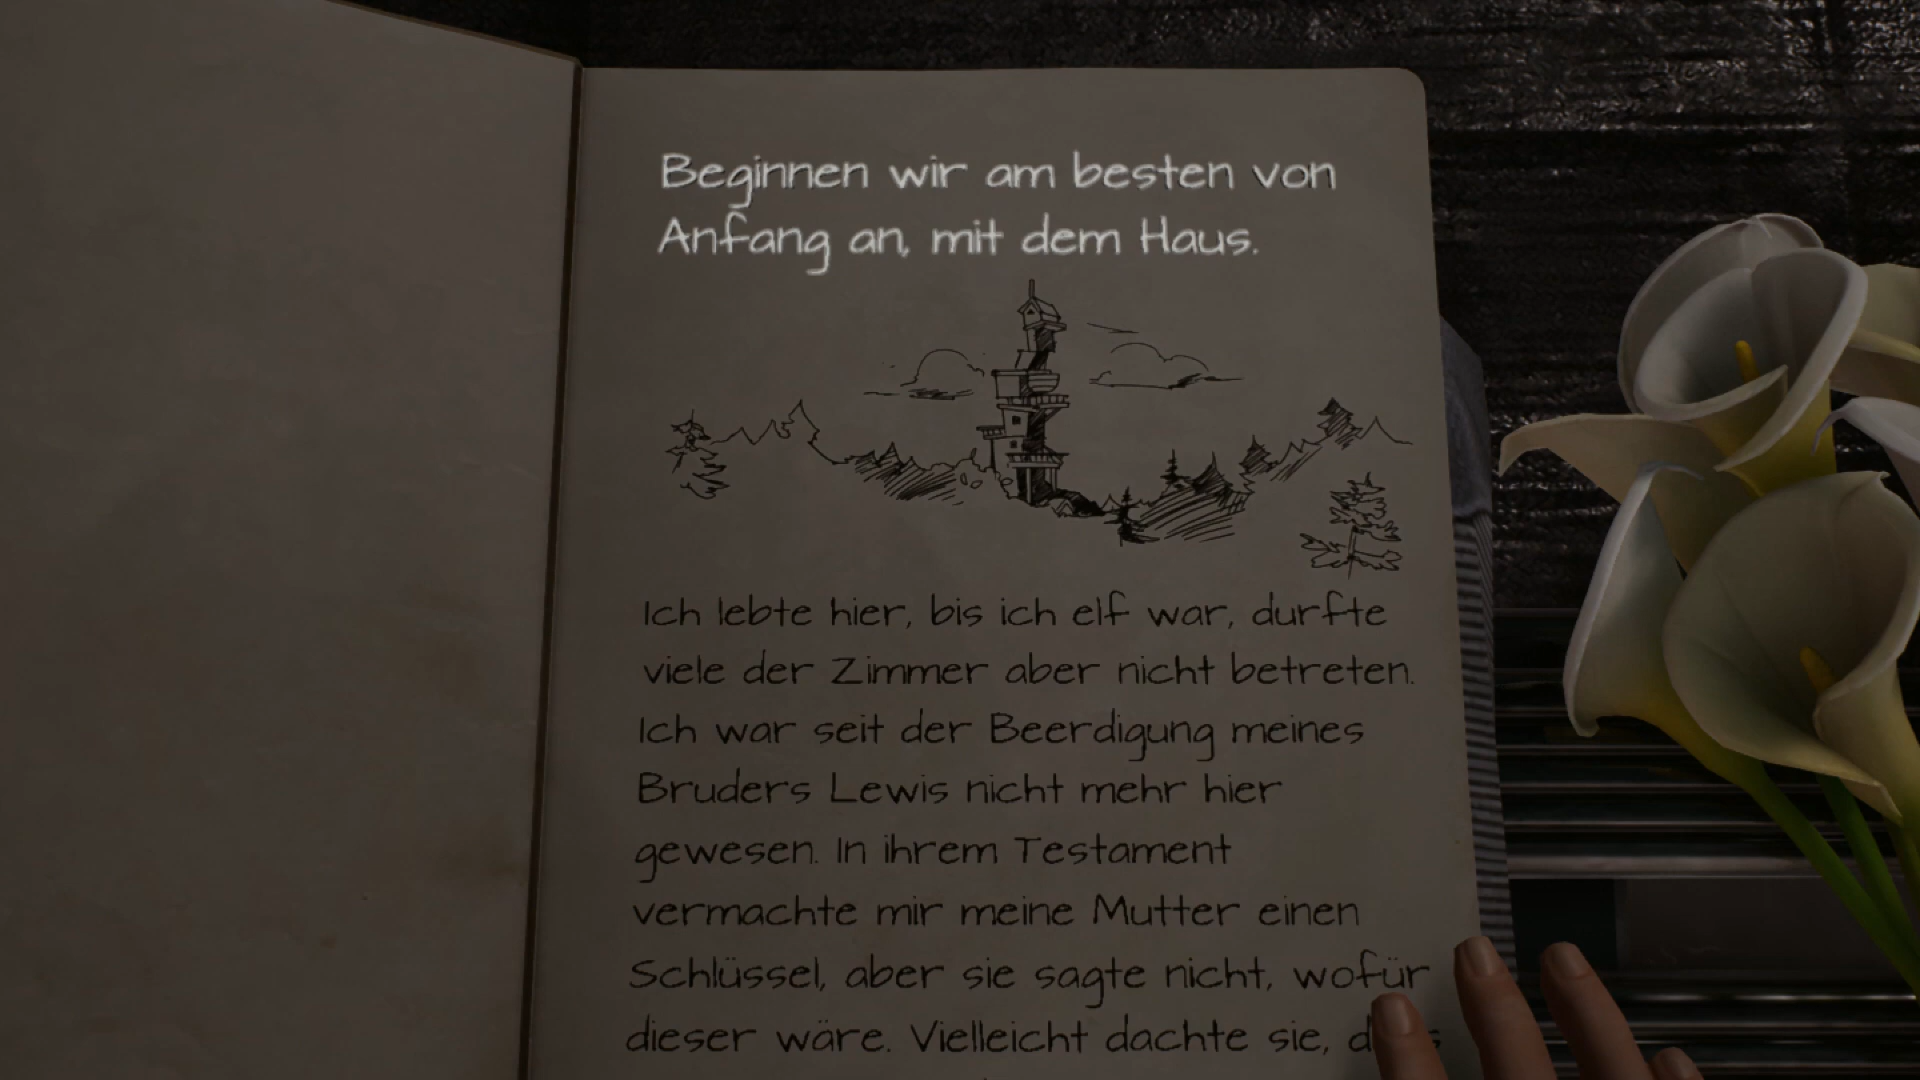 Beginnen wir am besten von
Anfang an, mit dem Haus.
Ich lebte hier, bis ich elf war, durfte
viele der Zimmer aber nicht betreten.
Ich war seit der Beerdigung meines
Bruders Lewis nicht mehr hier
gewesen. In ihrem Testament
vermachte mir meine Mutter einen
Schlüssel, aber sie sagte nicht, wofür
dieser wäre. Vielleicht dachte sie,